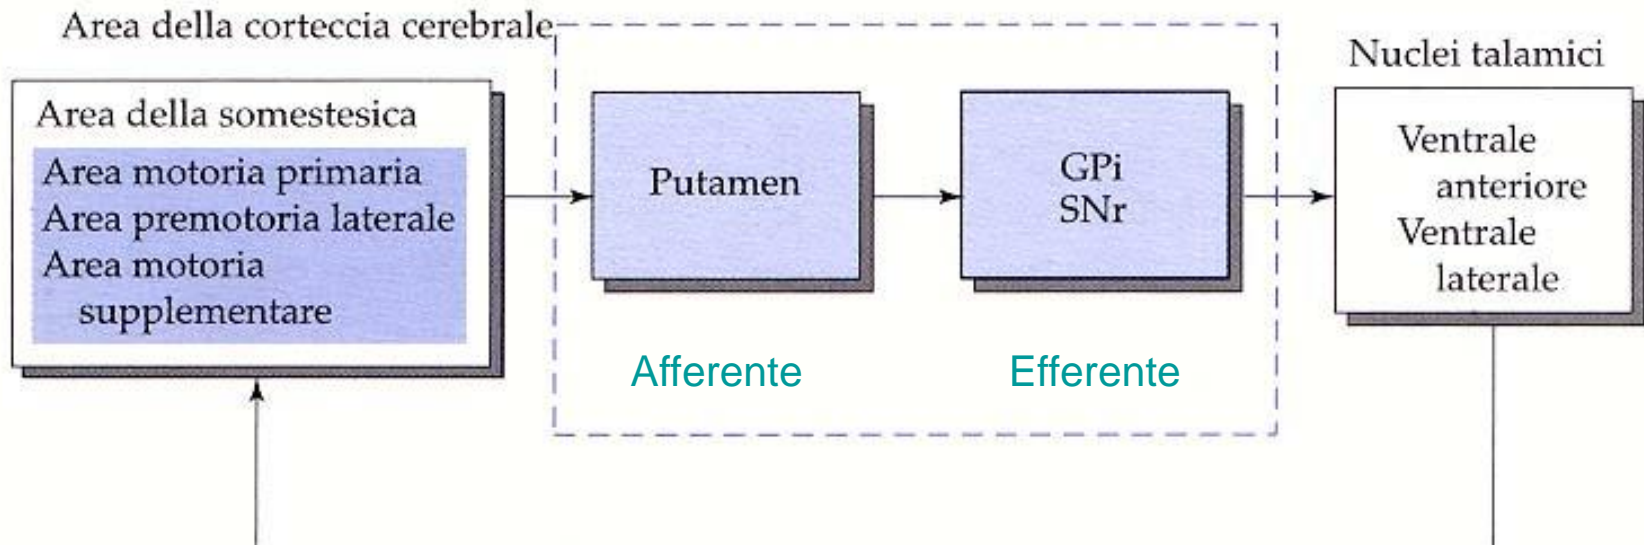 Area della corteccia cerebrale
Area della somestesica
Area motoria primaria
Area premotoria laterale
Area motoria
supplementare
Putamen
Afferente
GPi
SNr
Efferente
Nuclei talamici
Ventrale
anteriore
Ventrale
laterale